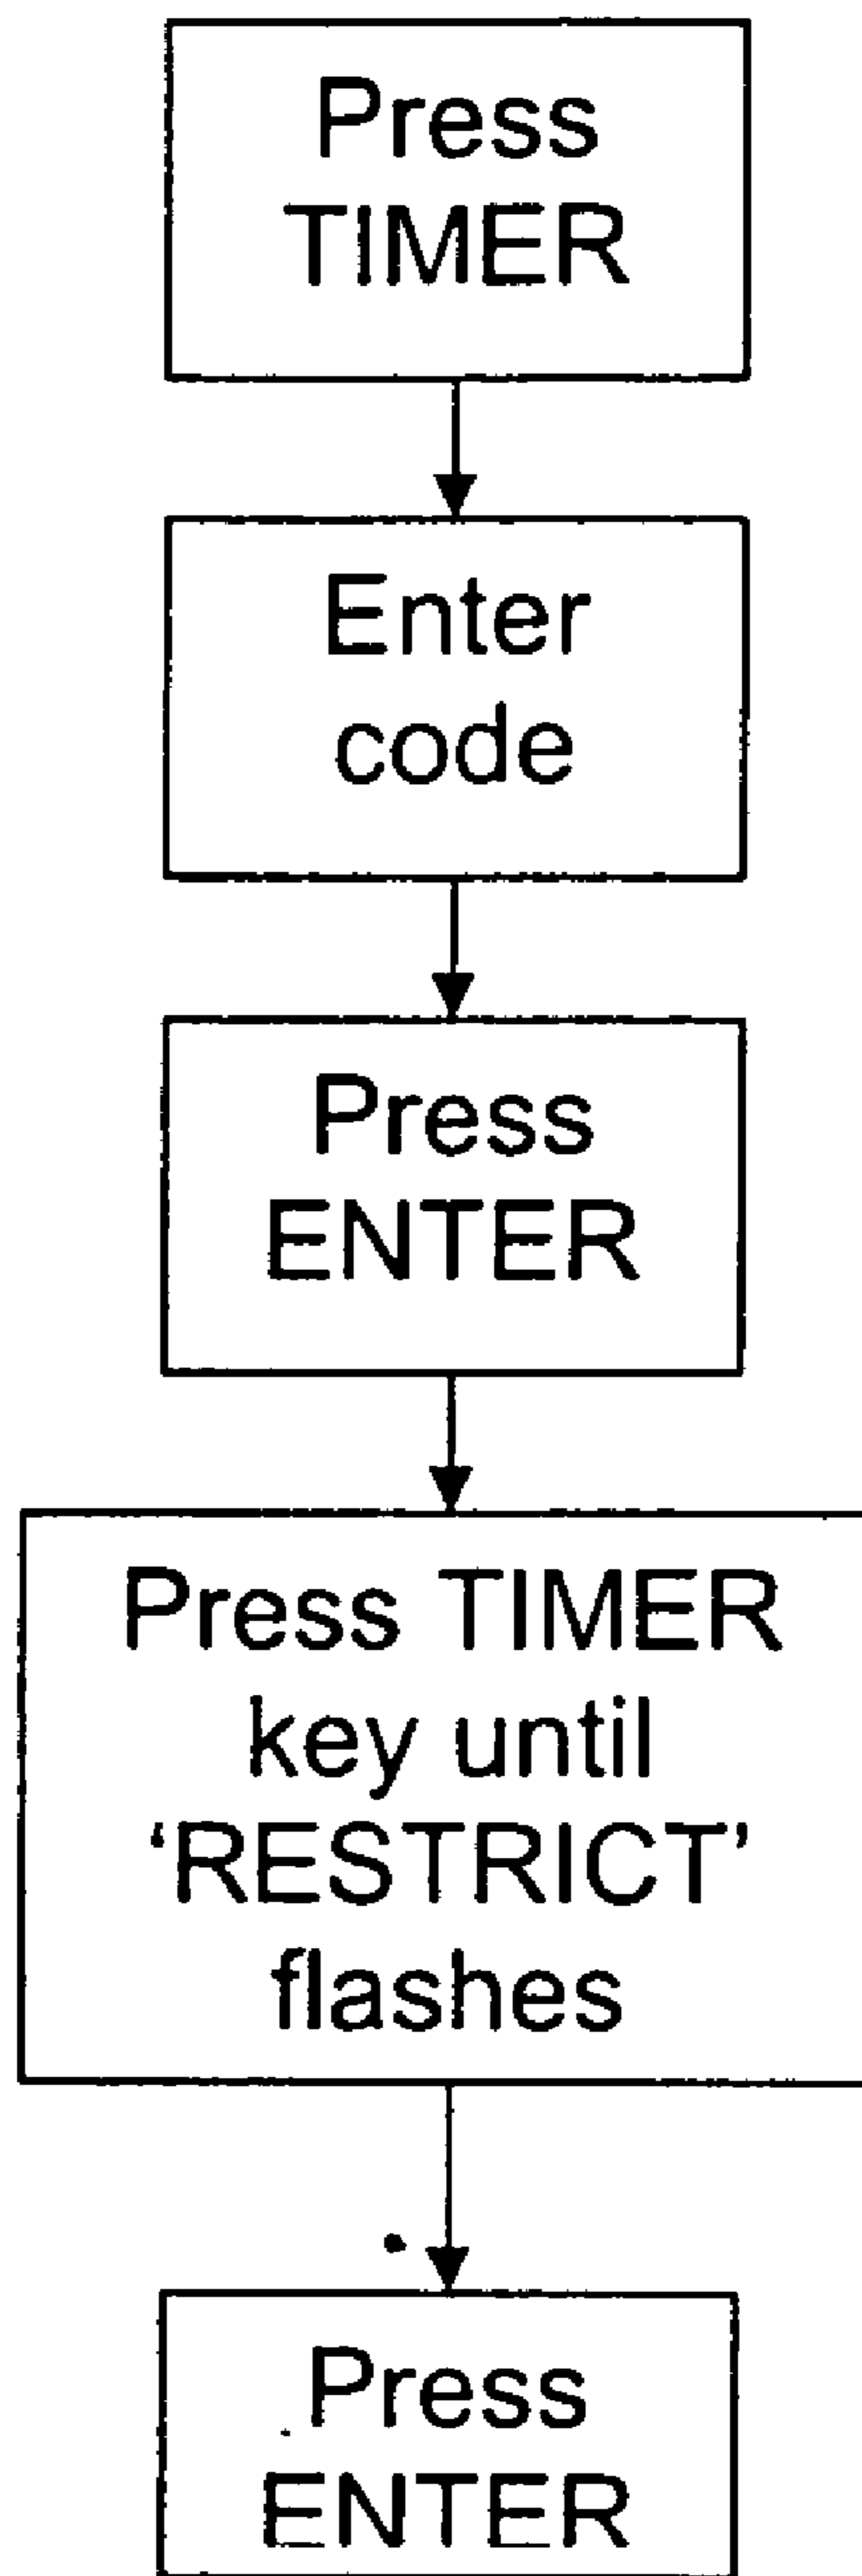 Press
TIMER
Enter
code
Press
ENTER
Press TIMER
key until
‘RESTRICT’
flashes
Press
ENTER